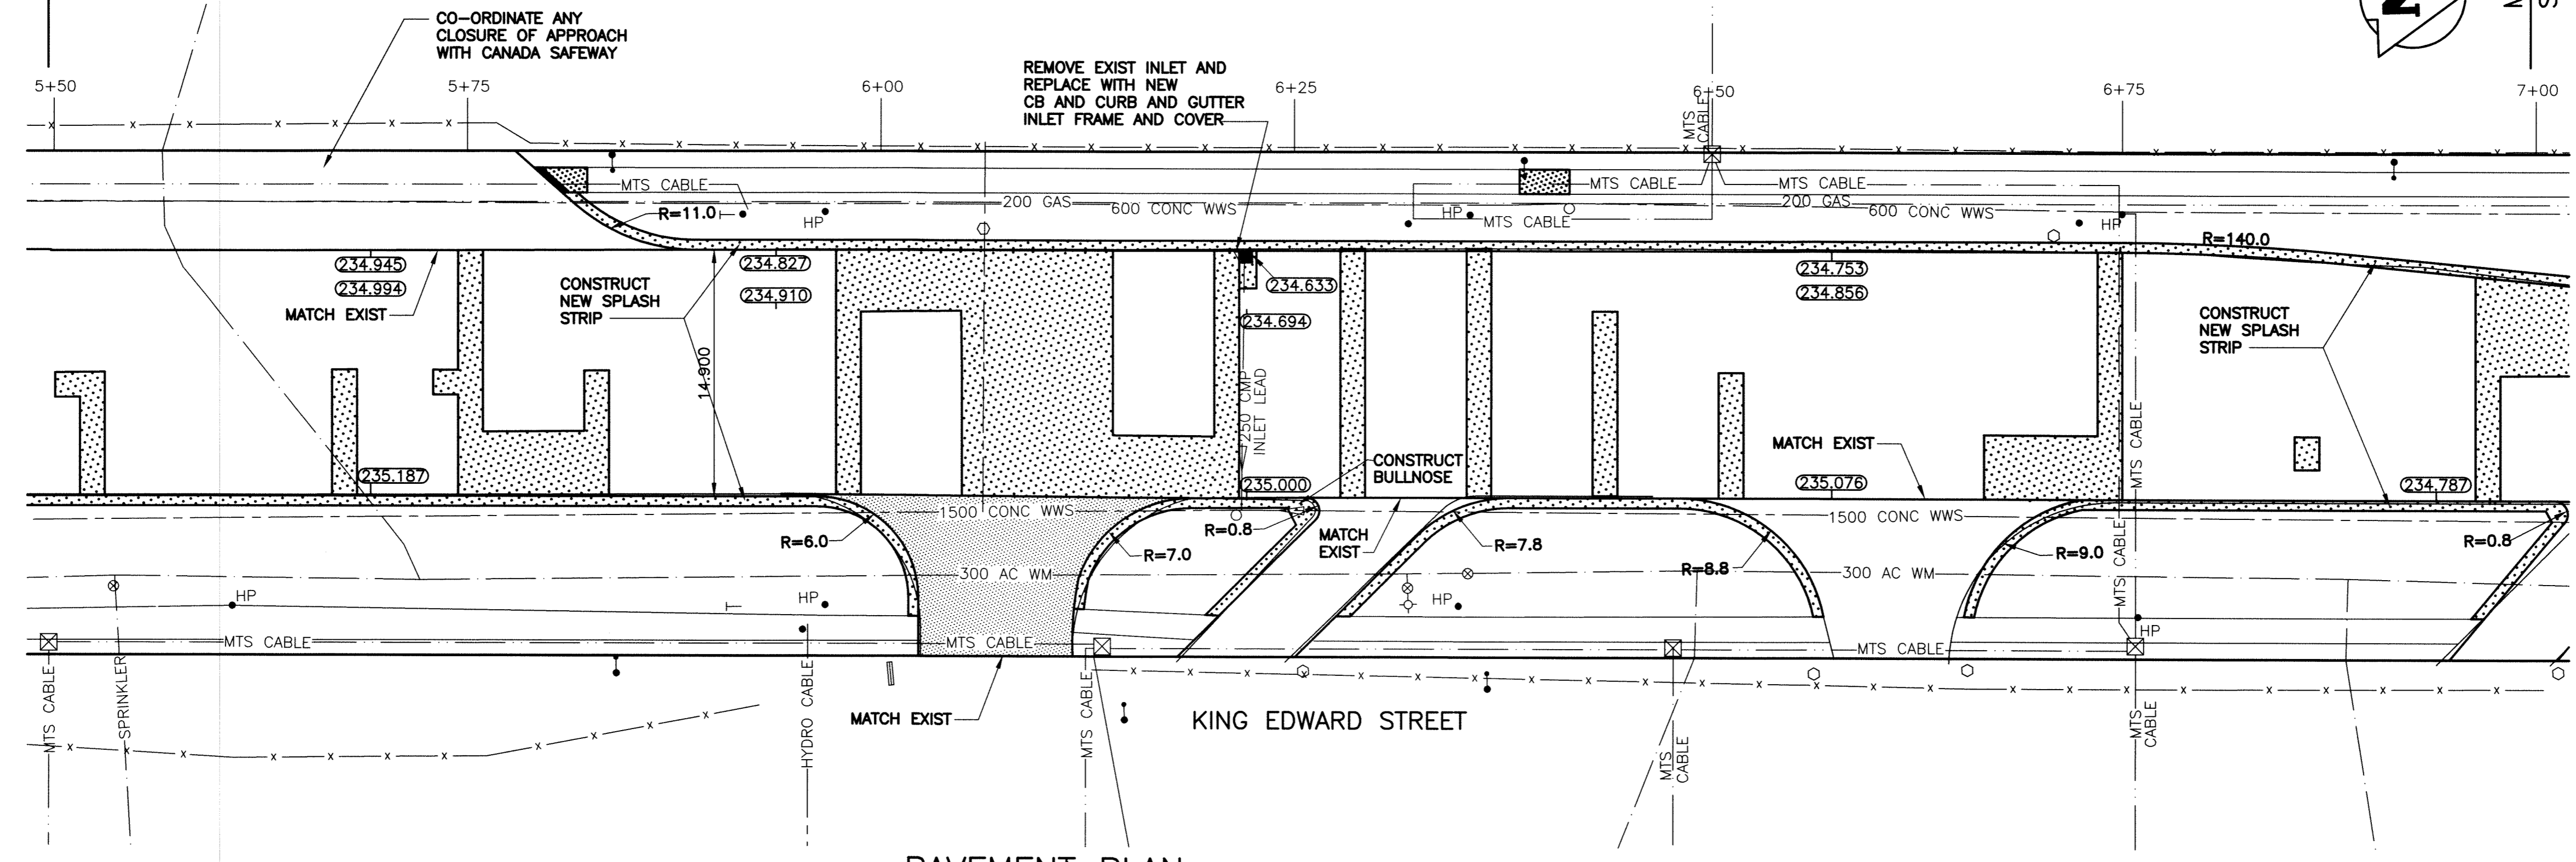 CO-ORDINATE ANY
CLOSURE OF APPROACH
WITH CANADA SAFEWAY
N
5+50
5+75
6+00
6+25
6+50
6+75
7+00
REMOVE EXIST INLET AND
REPLACE WITH NEW
CB AND CURB AND GUTTER
INLET FRAME AND COVER
MTS
CABLE
MTS CABLE
R=11.0
HP
200 GAS
600 CONC WWS
MTS CABLE
HP
MTS CABLE
MTS CABLE
200 GAS
600 CONC WWS
HP
R=140.0
234.945
234.994
MATCH EXIST
CONSTRUCT
NEW SPLASH
STRIP
234.827
234.910
14.900
234.633
234.694
250 CMP
INLET LEAD
234.753
234.856
CONSTRUCT
NEW SPLASH
STRIP
MTS CABLE
235.187
235.000
CONSTRUCT
BULLNOSE
MATCH EXIST
235.076
234.787
1500 CONC WWS
R=6.0
R=7.0
R=0.8
MATCH
EXIST
R=7.8
R=8.8
1500 CONC WWS
R=9.0
R=0.8
300 AC WM
300 AC WM
MTS CABLE
HP
HP
HP
HP
MTS CABLE
MTS CABLE
MTS CABLE
MTS CABLE
SPRINKLER
HYDRO CABLE
MATCH EXIST
MTS CABLE
KING EDWARD STREET
MTS
CABLE
MTS
CABLE
PAVEMENT PLAN